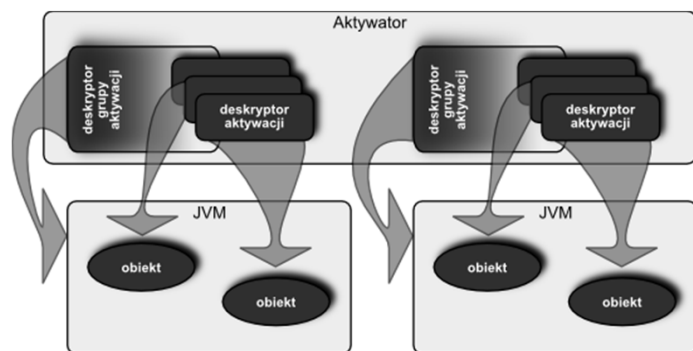 Aktywator
deskryptor
grupy
aktywacji
deskryptor
aktywacji
deskryptor
grupy
aktywacji
deskryptor
aktywacji
JVM
obiekt
obiekt
JVM
obiekt
obiekt